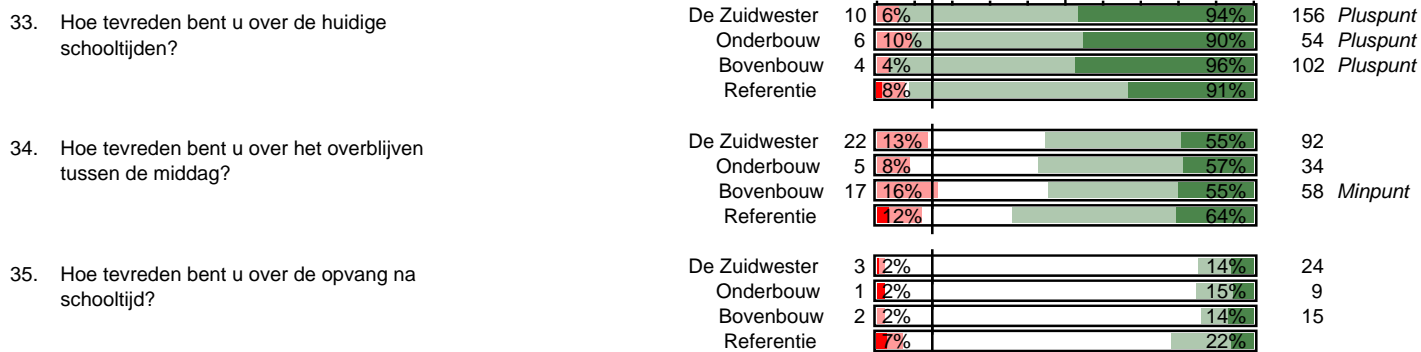 33. Hoe tevreden bent u over de huidige
schooltijden?
De Zuidwester 10 6% 94% 156 Pluspunt
Onderbouw 6 10% 90% 54 Pluspunt
Bovenbouw 4 4% 96% 102 Pluspunt
Referentie 8% 91%
34. Hoe tevreden bent u over het overblijven
tussen de middag?
De Zuidwester 22 13% 55% 92
Onderbouw 5 8% 57% 34
Bovenbouw 17 16% 55% 58 Minpunt
Referentie 12% 64%
35. Hoe tevreden bent u over de opvang na
schooltijd?
De Zuidwester 3 2% 14% 24
Onderbouw 1 2% 15% 9
Bovenbouw 2 2% 14% 15
Referentie 7% 22%